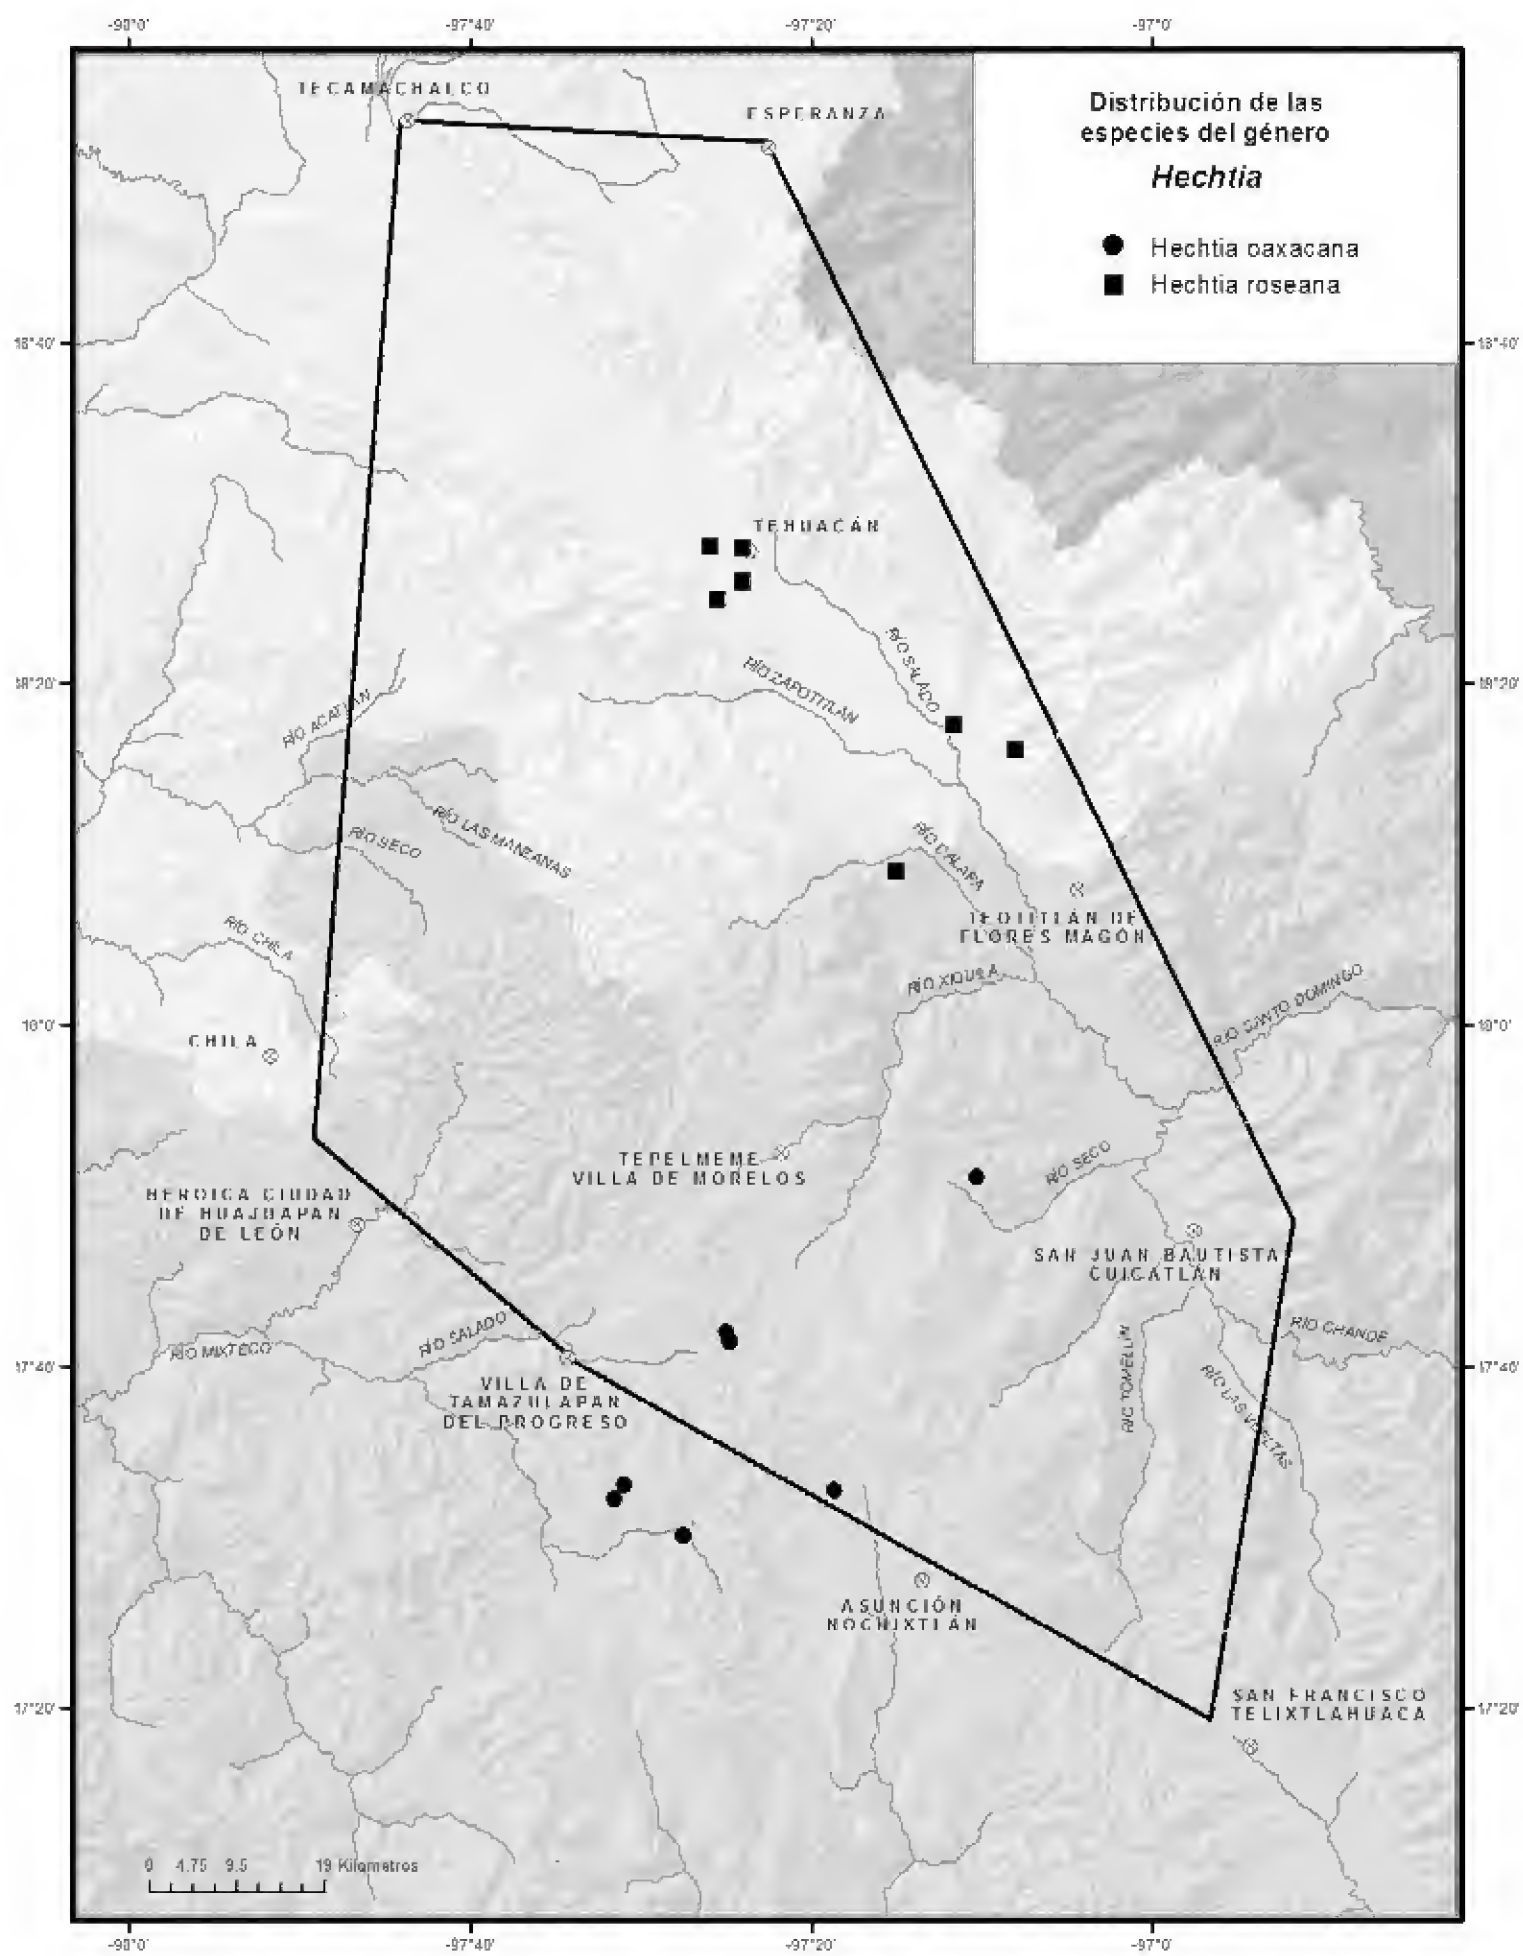 -98°0'
-97°40'
-97°20'
-97°0'
TECAMACHALCO
ESPERANZA
Distribución de las
especies del género
Hechtia
Hechtia oaxacana
Hechtia roseana
18°40'
18°40'
TEHUACÁN
RÍO SALADO
RÍO ZAPOTITLÁN
18°20'
18°20'
RÍO ACATLÁN
RÍO LAS MANZANAS
RÍO SECO
RÍO CALAPA
TEOTITLÁN DE
FLORES MAGÓN
RÍO CHILA
RÍO XIQUILA
RÍO SANTO DOMINGO
18°0'
18°0'
CHILA
TEPELMEME
VILLA DE MORELOS
RÍO SECO
HEROICA CIUDAD
DE HUAJUAPAN
DE LEÓN
SAN JUAN BAUTISTA
CUICATLÁN
RÍO SALADO
RÍO MIXTECO
RÍO GRANDE
17°40'
17°40'
RÍO TOMELLÍN
RÍO LAS VUELTAS
VILLA DE
TAMAZULAPAN
DEL PROGRESO
ASUNCIÓN
NOCHIXTLÁN
SAN FRANCISCO
TELIXTLAHUACA
17°20'
17°20'
0 4.75 9.5 19 Kilometros
-98°0'
-97°40'
-97°20'
-97°0'